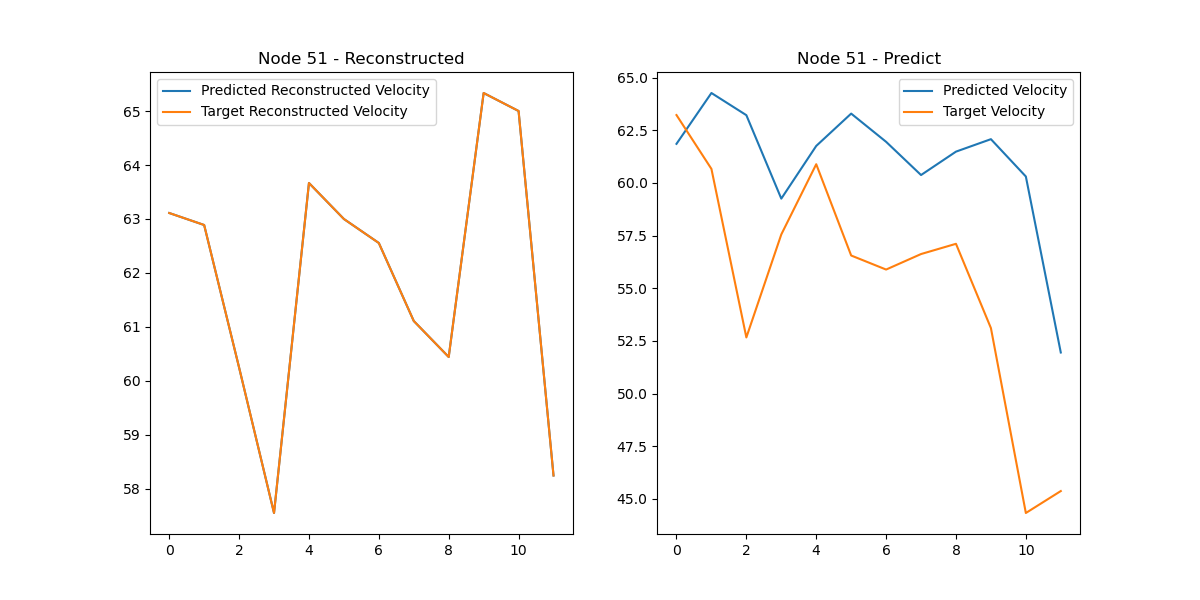 Node 51 - Reconstructed
Predicted Reconstructed Velocity
Target Reconstructed Velocity
65
64
63
62
61
60
59
58
0 2 4 6 8 10
Node 51 - Predict
Predicted Velocity
Target Velocity
65.0
62.5
60.0
57.5
55.0
52.5
50.0
47.5
45.0
0 2 4 6 8 10